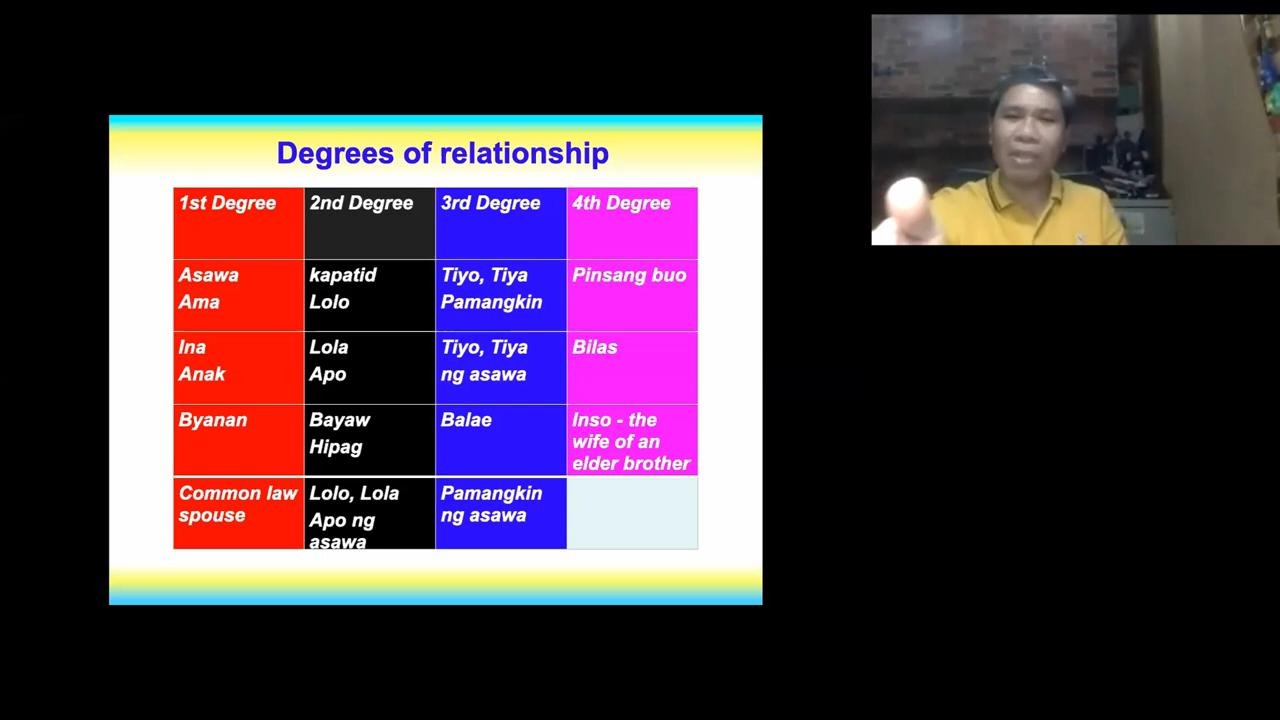 Degrees of relationship
1st Degree
2nd Degree
3rd Degree
4th Degree
Asawa
Ama
kapatid
Lolo
Tiyo, Tiya
Pamangkin
Pinsang buo
Ina
Anak
Lola
Apo
Tiyo, Tiya
ng asawa
Bilas
Byanan
Bayaw
Hipag
Balae
Inso - the
wife of an
elder brother
Common law
spouse
Lolo, Lola
Apo ng
asawa
Pamangkin
ng asawa